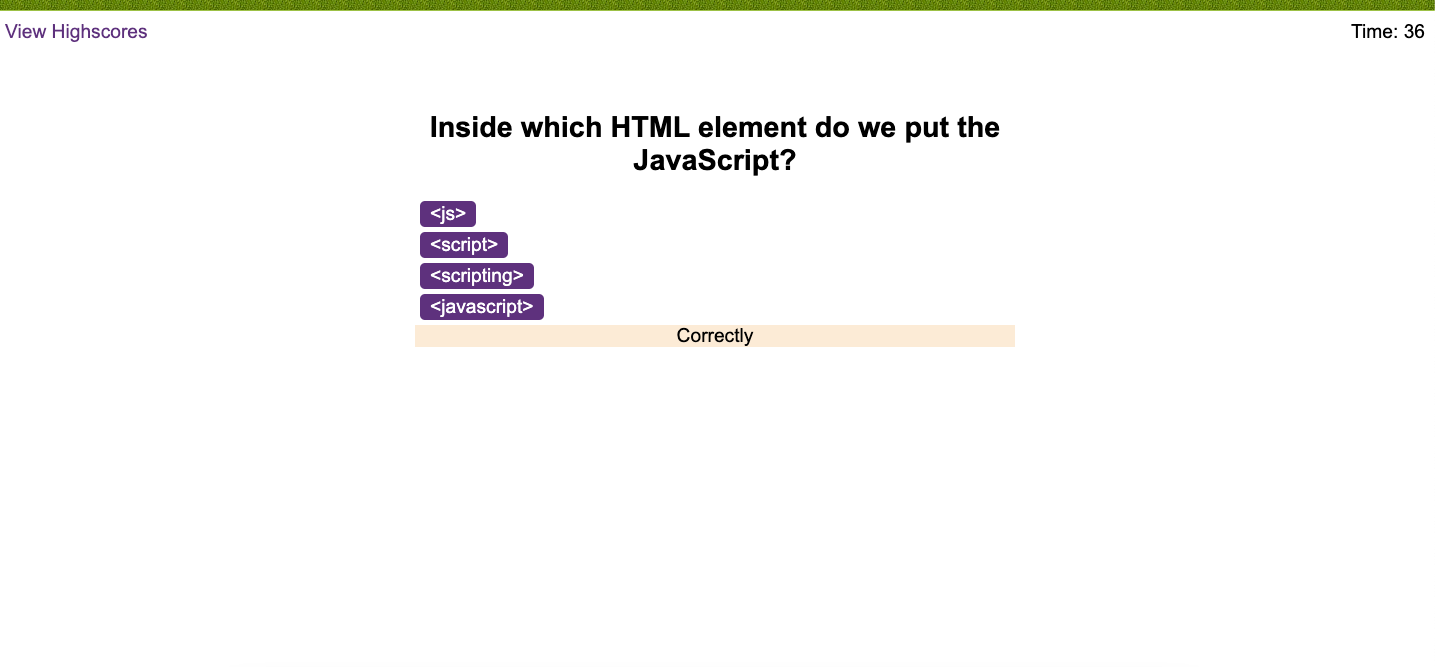 View Highscores
Time: 36
Inside which HTML element do we put the
JavaScript?
<js>
<script>
<scripting>
<javascript>
Correctly